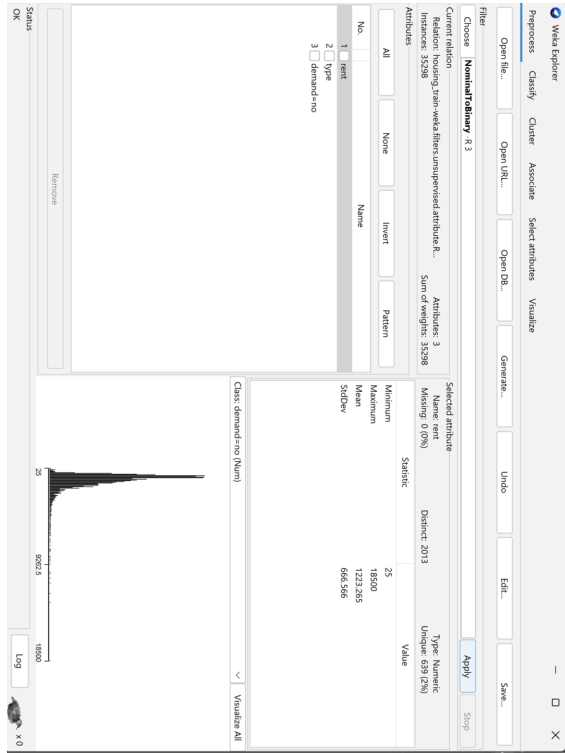 Weka Explorer
Preprocess Classify Cluster Associate Select attributes Visualize
Open file... Open URL... Open DB... Generate... Undo Edit... Save...
Filter
Choose NominalToBinary -R 3 Apply Stop
Current relation
Relation: housing_train-weka.filters.unsupervised.attribute.R... Attributes: 3
Instances: 35298 Sum of weights: 35298
Attributes
All None Invert Pattern
No. Name
1 rent
2 type
3 demand=no
Remove
Selected attribute
Name: rent Type: Numeric
Missing: 0 (0%) Distinct: 2013 Unique: 639 (2%)
Statistic Value
Minimum 25
Maximum 18500
Mean 1223.265
StdDev 666.566
Class: demand=no (Num) Visualize All
25 9262.5 18500
Status
OK Log x 0